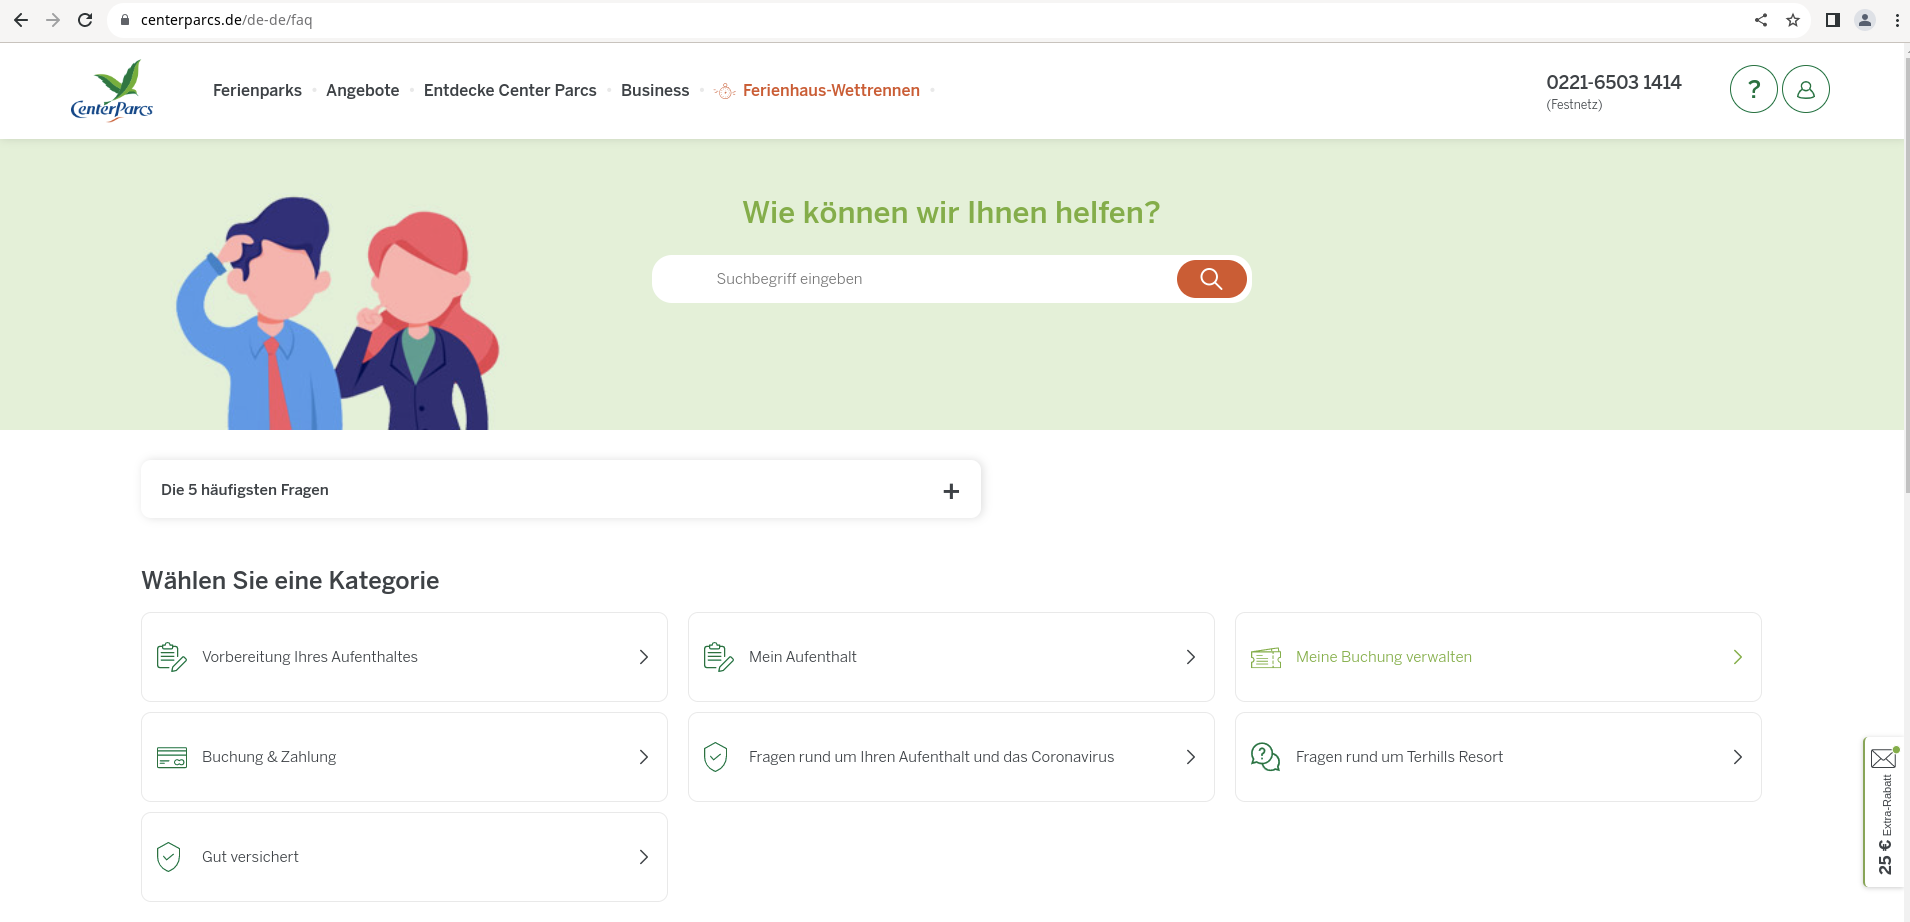 centerparcs.de/de-de/faq
CenterParcs
Ferienparks
Angebote
Entdecke Center Parcs
Business
Ferienhaus-Wettrennen
0221-6503 1414
(Festnetz)
?
Wie können wir Ihnen helfen?
Suchbegriff eingeben
Die 5 häufigsten Fragen
+
Wählen Sie eine Kategorie
Vorbereitung Ihres Aufenthaltes
Mein Aufenthalt
Meine Buchung verwalten
Buchung & Zahlung
Fragen rund um Ihren Aufenthalt und das Coronavirus
Fragen rund um Terhills Resort
Gut versichert
25 € Extra-Rabatt